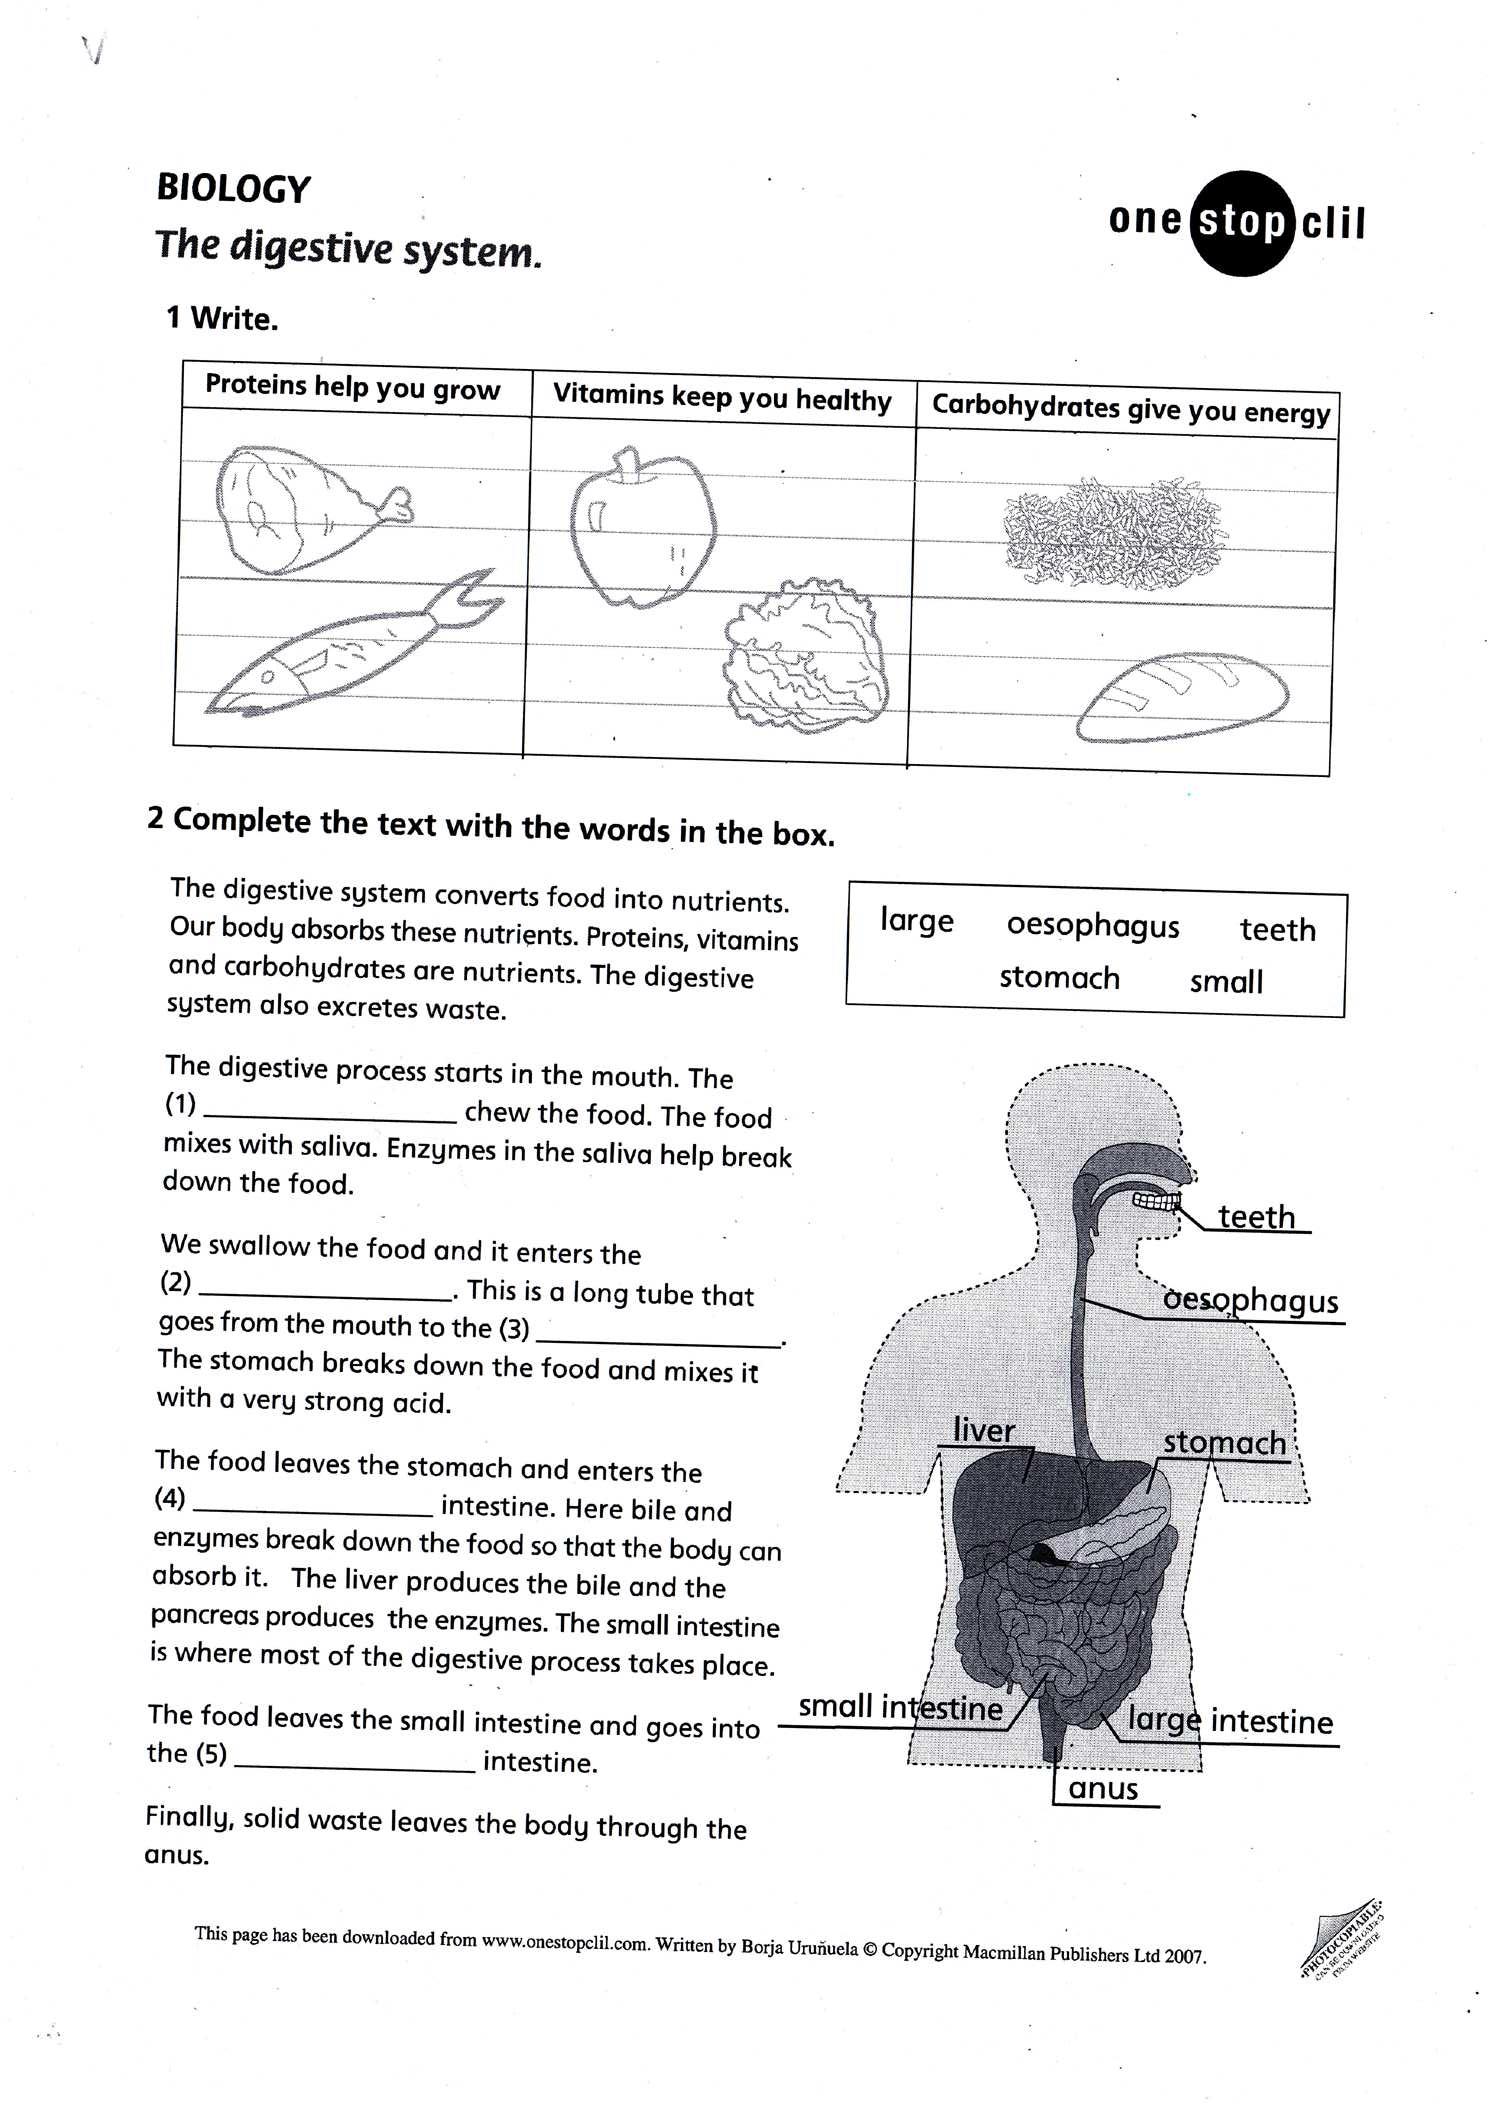 BIOLOGY
The digestive system.
one stop clil
1 Write.
Proteins help you grow
Vitamins keep you healthy
Carbohydrates give you energy
2 Complete the text with the words in the box.
The digestive system converts food into nutrients.
Our body absorbs these nutrients. Proteins, vitamins
and carbohydrates are nutrients. The digestive
system also excretes waste.
large oesophagus teeth
stomach small
The digestive process starts in the mouth. The
(1) ________________ chew the food. The food
mixes with saliva. Enzymes in the saliva help break
down the food.
We swallow the food and it enters the
(2) ________________. This is a long tube that
goes from the mouth to the (3) ________________.
The stomach breaks down the food and mixes it
with a very strong acid.
The food leaves the stomach and enters the
(4) ________________ intestine. Here bile and
enzymes break down the food so that the body can
absorb it. The liver produces the bile and the
pancreas produces the enzymes. The small intestine
is where most of the digestive process takes place.
The food leaves the small intestine and goes into
the (5) ________________ intestine.
Finally, solid waste leaves the body through the
anus.
teeth
oesophagus
liver
stomach
small intestine
large intestine
anus
This page has been downloaded from www.onestopclil.com. Written by Borja Uruñuela © Copyright Macmillan Publishers Ltd 2007.
•PHOTOCOPIABLE•
CAN BE DOWNLOADED
FROM WEBSITE